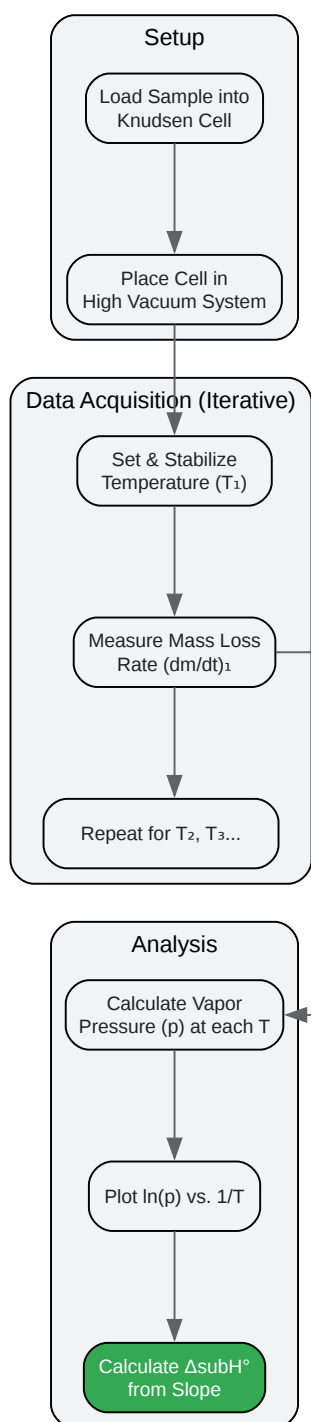 Setup
Load Sample into
Knudsen Cell
Place Cell in
High Vacuum System
Data Acquisition (Iterative)
Set & Stabilize
Temperature (T₁)
Measure Mass Loss
Rate (dm/dt)₁
Repeat for T₂, T₃...
Analysis
Calculate Vapor
Pressure (p) at each T
Plot ln(p) vs. 1/T
Calculate ΔsubH°
from Slope